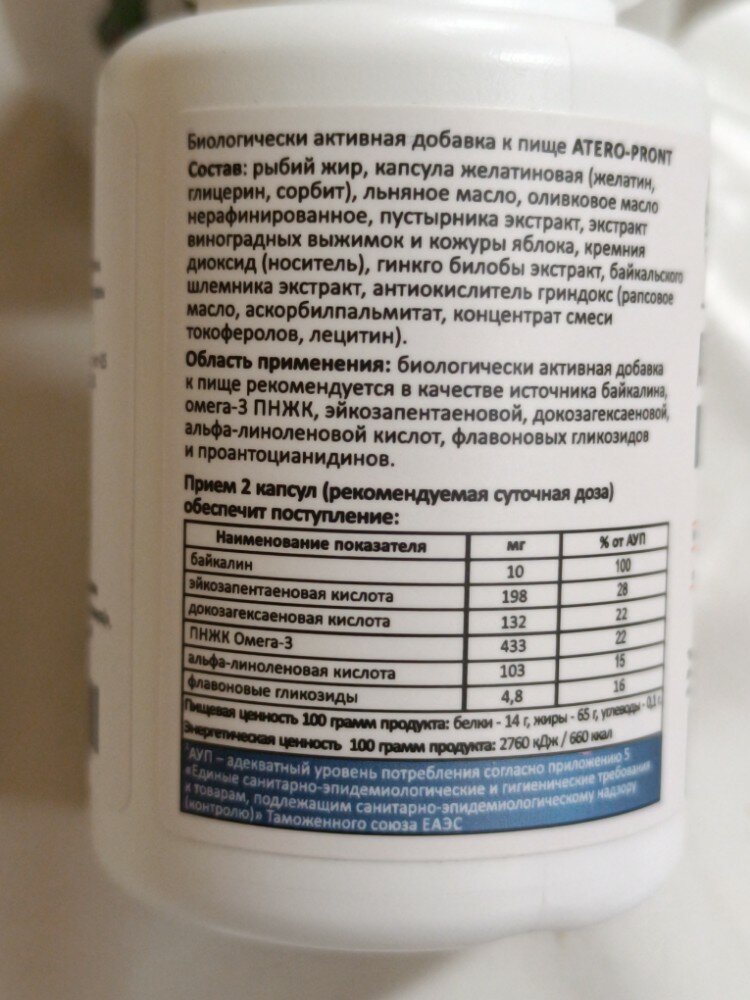 Биологически активная добавка к пище ATERO-PRONT
Состав: рыбий жир, капсула желатиновая (желатин,
глицерин, сорбит), льняное масло, оливковое масло
нерафинированное, пустырника экстракт, экстракт
виноградных выжимок и кожуры яблока, кремния
диоксид (носитель), гинкго билобы экстракт, байкальского
шлемника экстракт, антиокислитель гриндокс (рапсовое
масло, аскорбилпальмитат, концентрат смеси
токоферолов, лецитин).
Область применения: биологически активная добавка
к пище рекомендуется в качестве источника байкалина,
омега-3 ПНЖК, эйкозапентаеновой, докозагексаеновой,
альфа-линоленовой кислот, флавоновых гликозидов
и проантоцианидинов.
Прием 2 капсул (рекомендуемая суточная доза)
обеспечит поступление:
Наименование показателя мг % от АУП
байкалин 10 100
эйкозапентаеновая кислота 198 28
докозагексаеновая кислота 132 22
ПНЖК Омега-3 433 22
альфа-линоленовая кислота 103 15
флавоновые гликозиды 4,8 16
Пищевая ценность 100 грамм продукта: белки - 14 г, жиры - 65 г, углеводы - 0,1 г.
Энергетическая ценность 100 грамм продукта: 2760 кДж / 660 ккал
*АУП – адекватный уровень потребления согласно приложению 5
«Единые санитарно-эпидемиологические и гигиенические требования
к товарам, подлежащим санитарно-эпидемиологическому надзору
(контролю)» Таможенного союза ЕАЭС